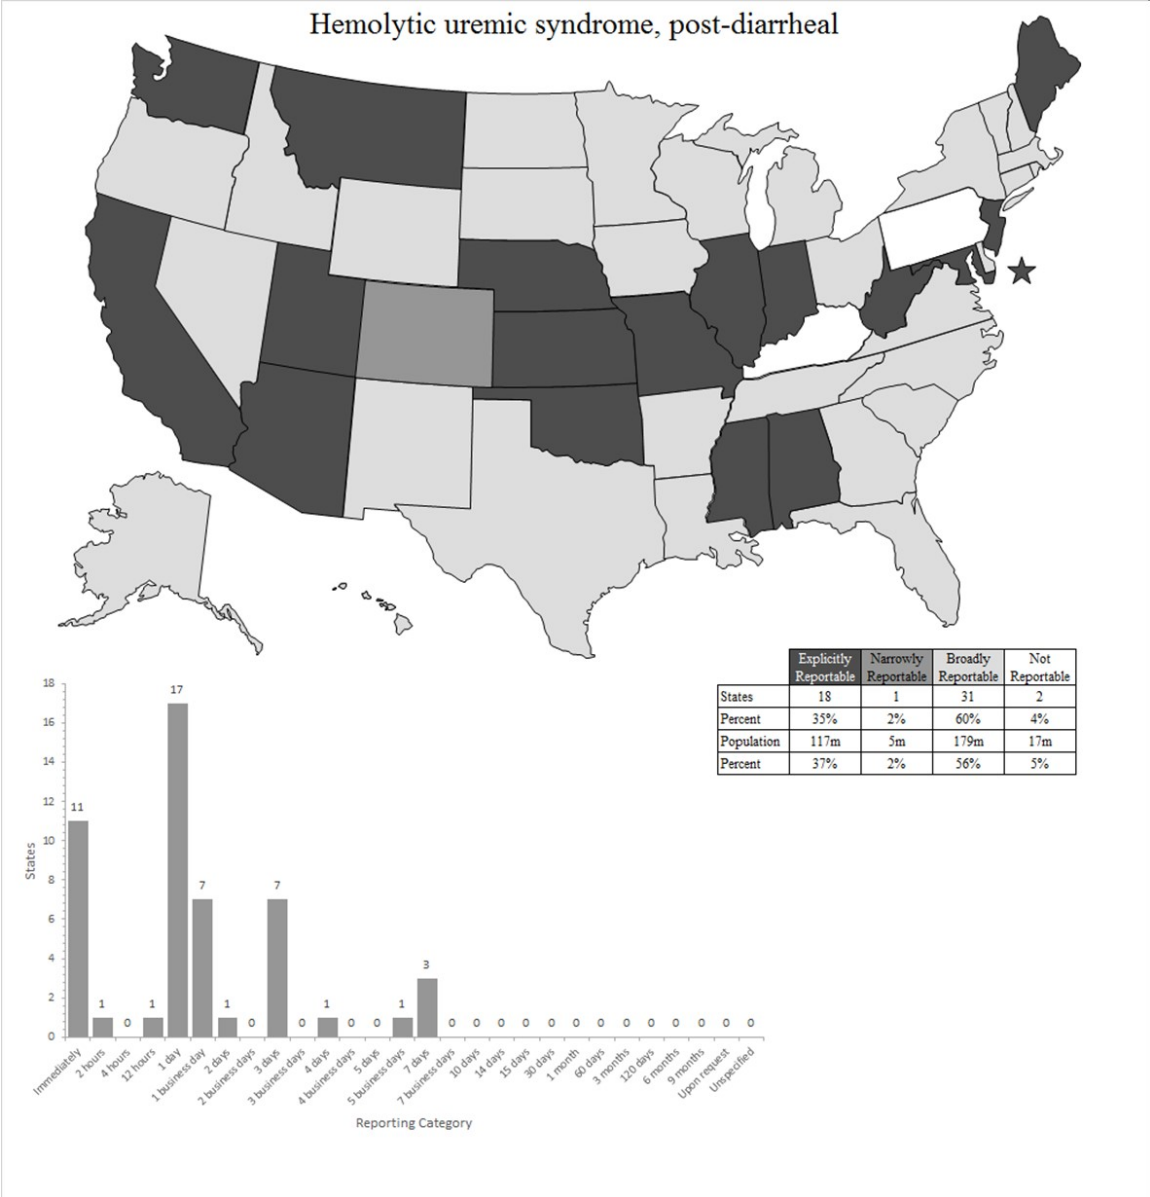 Hemolytic uremic syndrome, post-diarrheal
Explicitly Reportable Narrowly Reportable Broadly Reportable Not Reportable
States 18 1 31 2
Percent 35% 2% 60% 4%
Population 117m 5m 179m 17m
Percent 37% 2% 56% 5%
States
18
16
14
12
10
8
6
4
2
0
11 1 0 1 17 7 1 0 7 0 1 0 0 1 3 0 0 0 0 0 0 0 0 0 0 0 0 0
Immediately
2 hours
4 hours
12 hours
1 day
1 business day
2 days
2 business days
3 days
3 business days
4 days
4 business days
5 days
5 business days
7 days
7 business days
10 days
14 days
15 days
30 days
1 month
60 days
3 months
120 days
6 months
9 months
Upon request
Unspecified
Reporting Category